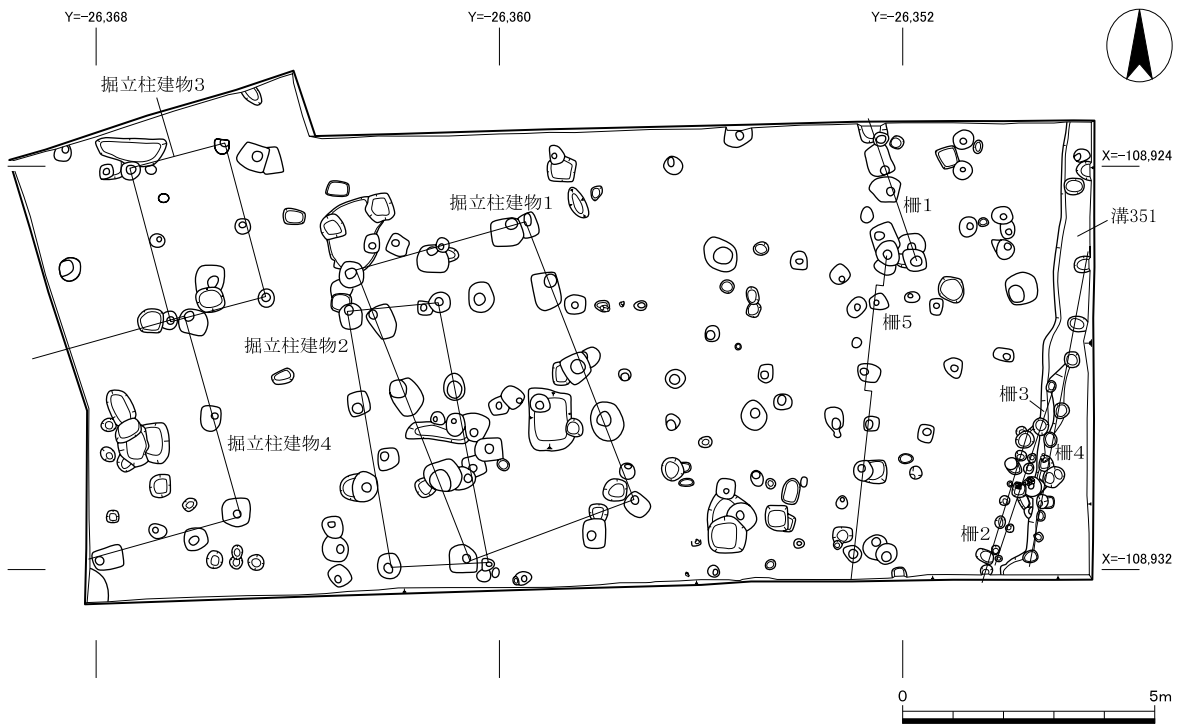 Y=-26,368
Y=-26,360
Y=-26,352
掘立柱建物3
X=-108,924
掘立柱建物1
柵1
溝351
柵5
掘立柱建物2
柵3
掘立柱建物4
柵4
柵2
X=-108,932
0
5m